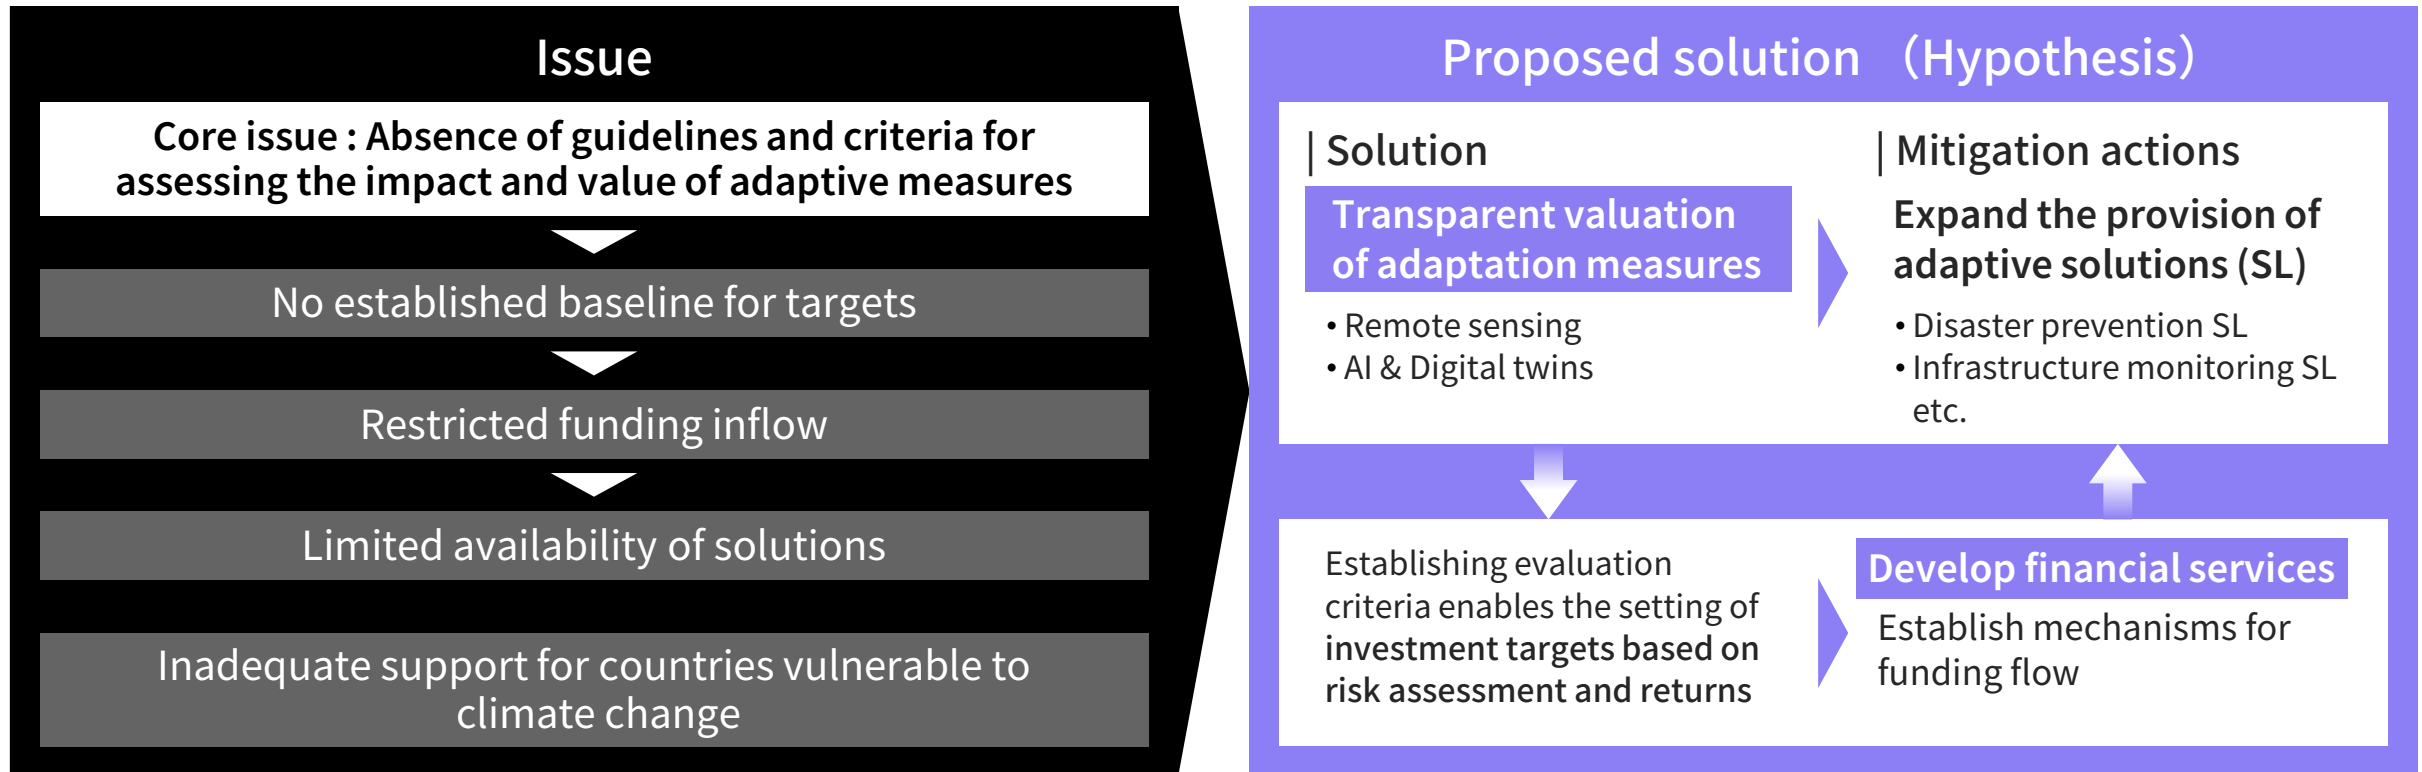 Issue
Core issue : Absence of guidelines and criteria for
assessing the impact and value of adaptive measures
No established baseline for targets
Restricted funding inflow
Limited availability of solutions
Inadequate support for countries vulnerable to
climate change
Proposed solution （Hypothesis）
| Solution
Transparent valuation
of adaptation measures
• Remote sensing
• AI & Digital twins
| Mitigation actions
Expand the provision of
adaptive solutions (SL)
• Disaster prevention SL
• Infrastructure monitoring SL
etc.
Establishing evaluation
criteria enables the setting of
investment targets based on
risk assessment and returns
Develop financial services
Establish mechanisms for
funding flow